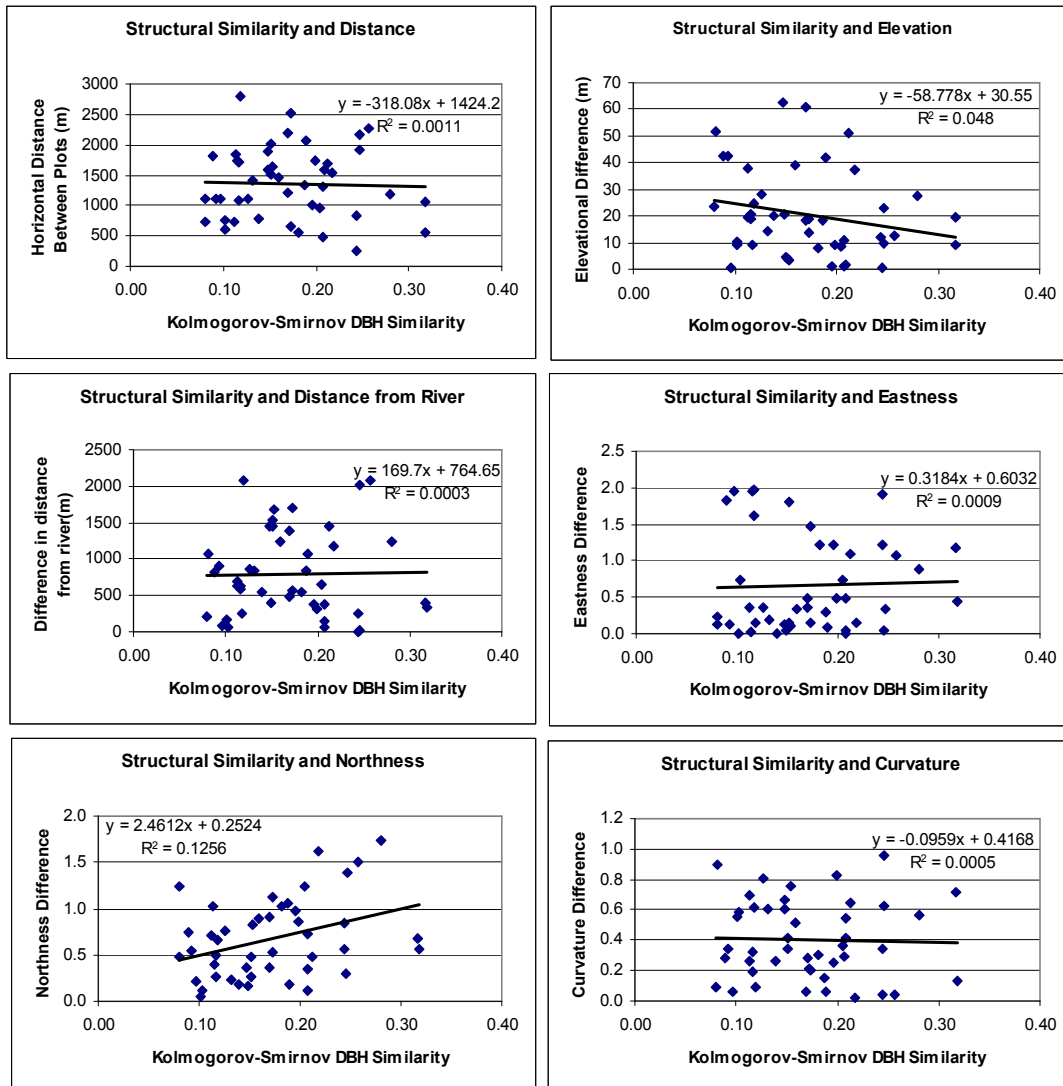 Structural Similarity and Distance
3000
2500
2000
1500
1000
500
0
0.00 0.10 0.20 0.30 0.40
Horizontal Distance
Between Plots (m)
y = -318.08x + 1424.2
R² = 0.0011
Kolmogorov-Smirnov DBH Similarity
Structural Similarity and Elevation
70
60
50
40
30
20
10
0
0.00 0.10 0.20 0.30 0.40
Elevational Difference (m)
y = -58.778x + 30.55
R² = 0.048
Kolmogorov-Smirnov DBH Similarity
Structural Similarity and Distance from River
2500
2000
1500
1000
500
0
0.00 0.10 0.20 0.30 0.40
Difference in distance
from river(m)
y = 169.7x + 764.65
R² = 0.0003
Kolmogorov-Smirnov DBH Similarity
Structural Similarity and Eastness
2.5
2.0
1.5
1.0
0.5
0.0
0.00 0.10 0.20 0.30 0.40
Eastness Difference
y = 0.3184x + 0.6032
R² = 0.0009
Kolmogorov-Smirnov DBH Similarity
Structural Similarity and Northness
2.0
1.5
1.0
0.5
0.0
0.00 0.10 0.20 0.30 0.40
Northness Difference
y = 2.4612x + 0.2524
R² = 0.1256
Kolmogorov-Smirnov DBH Similarity
Structural Similarity and Curvature
1.2
1.0
0.8
0.6
0.4
0.2
0.0
0.00 0.10 0.20 0.30 0.40
Curvature Difference
y = -0.0959x + 0.4168
R² = 0.0005
Kolmogorov-Smirnov DBH Similarity